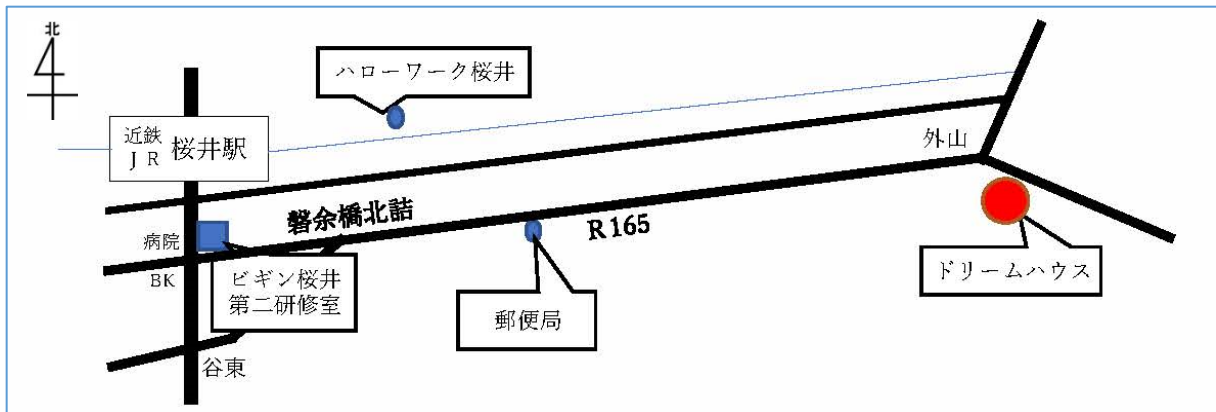 北
ハローワーク桜井
近鉄
JR
桜井駅
外山
磐余橋北詰
R165
病院
BK
ビギン桜井
第二研修室
郵便局
ドリームハウス
谷東